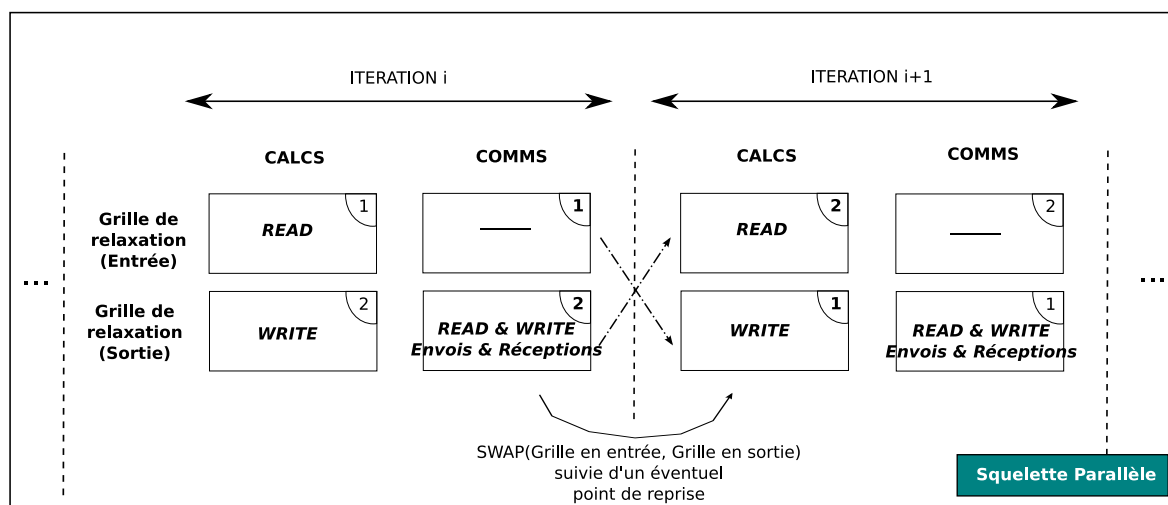 ITERATION i
ITERATION i+1
CALCS
COMMS
CALCS
COMMS
Grille de
relaxation
(Entrée)
READ
1
1
READ
2
2
...
...
Grille de
relaxation
(Sortie)
WRITE
2
READ & WRITE
Envois & Réceptions
2
WRITE
1
READ & WRITE
Envois & Réceptions
1
SWAP(Grille en entrée, Grille en sortie)
suivie d'un éventuel
point de reprise
Squelette Parallèle